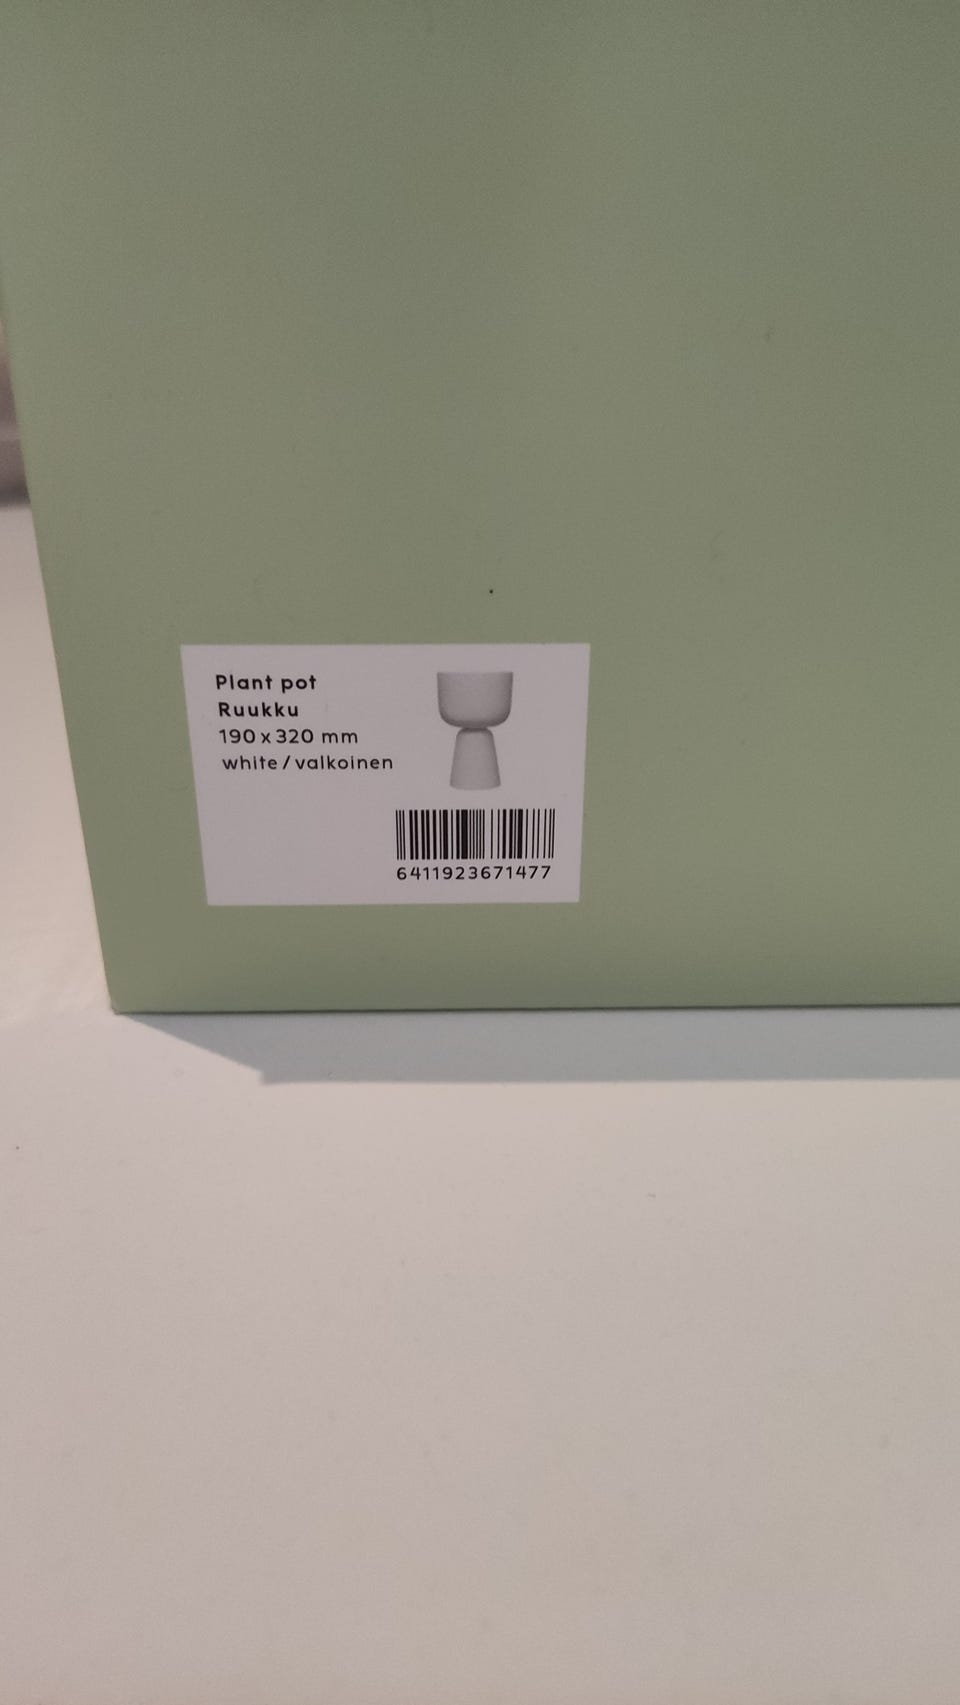 Plant pot
Ruukku
190 x 320 mm
white / valkoinen
6411923671477